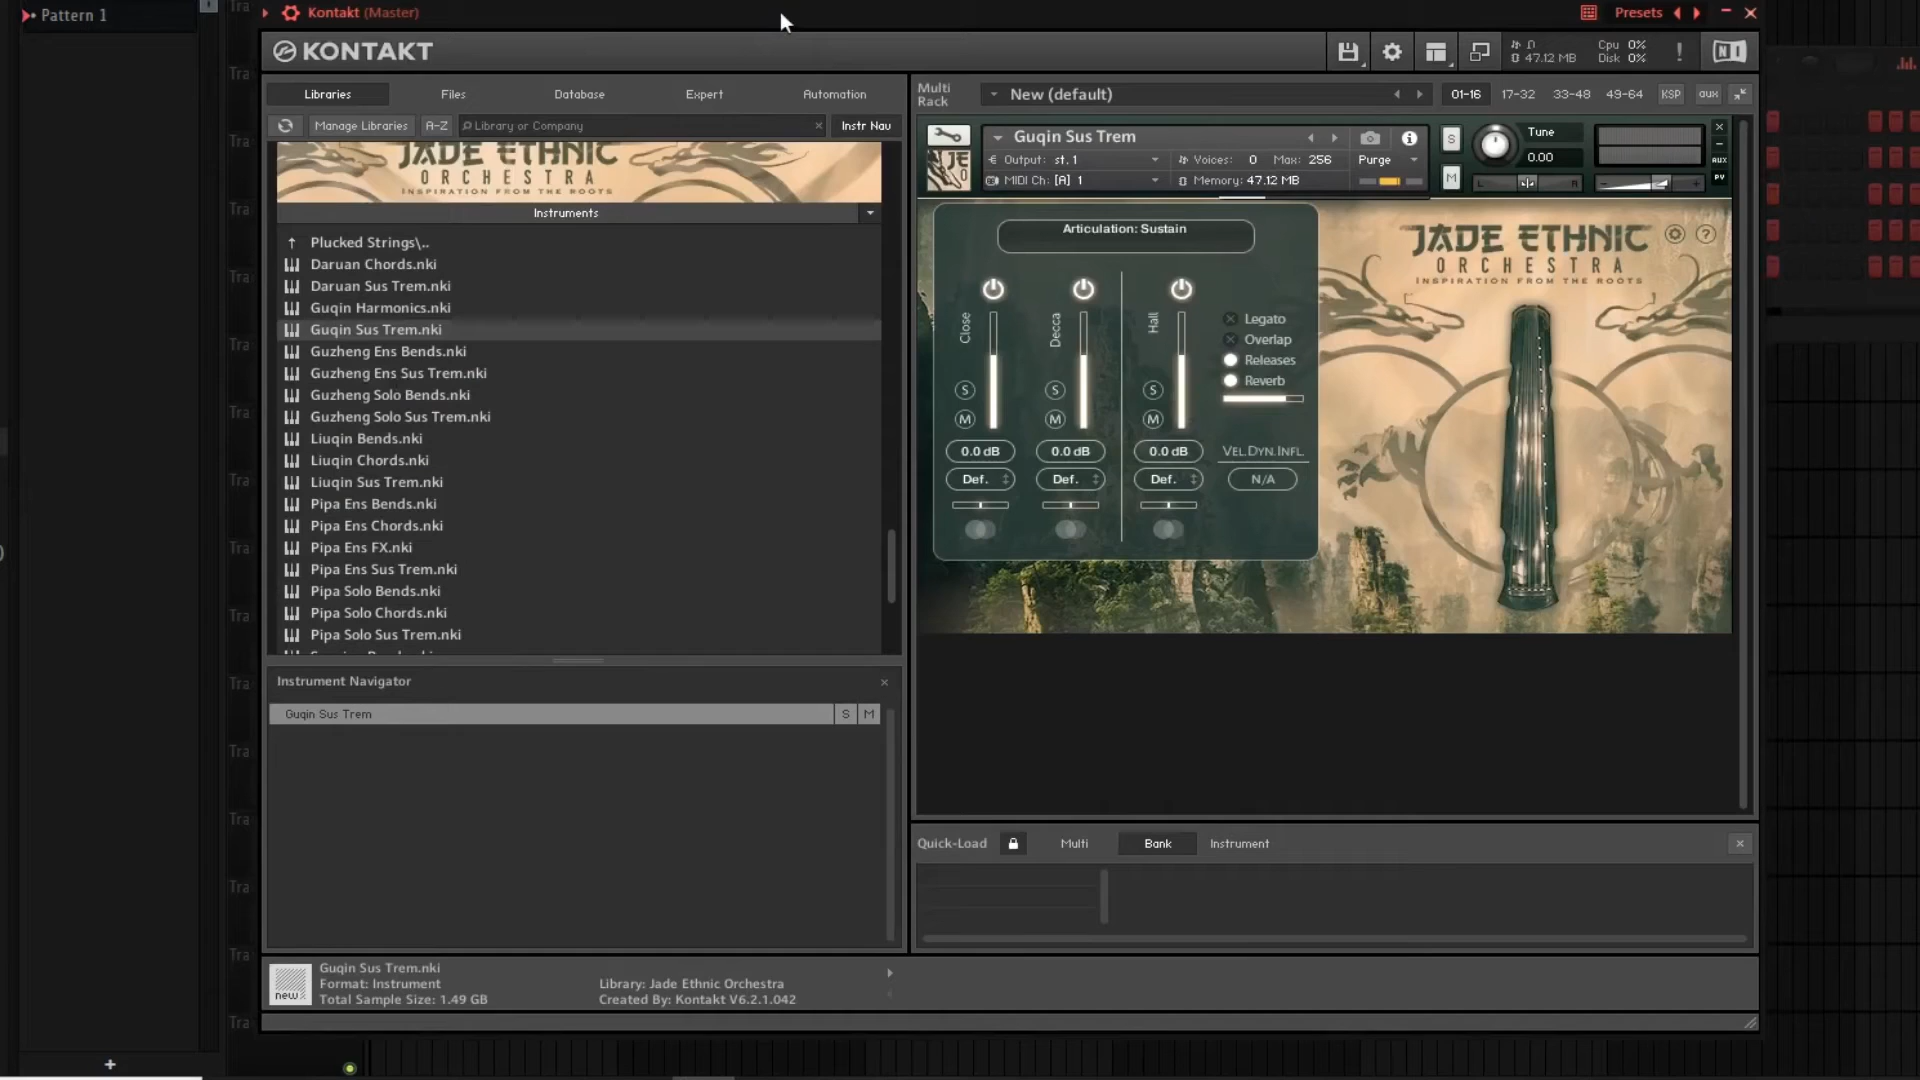 Pattern 1
Kontakt (Master)
Presets
KONTAKT
47.12 MB
Cpu 0%
Disk 0%
Libraries
Files
Database
Expert
Automation
Manage Libraries
A-Z
Library or Company
Instr Nav
JADE ETHNIC
ORCHESTRA
INSPIRATION FROM THE ROOTS
Instruments
Plucked Strings\..
Daruan Chords.nki
Daruan Sus Trem.nki
Guqin Harmonics.nki
Guqin Sus Trem.nki
Guzheng Ens Bends.nki
Guzheng Ens Sus Trem.nki
Guzheng Solo Bends.nki
Guzheng Solo Sus Trem.nki
Liuqin Bends.nki
Liuqin Chords.nki
Liuqin Sus Trem.nki
Pipa Ens Bends.nki
Pipa Ens Chords.nki
Pipa Ens FX.nki
Pipa Ens Sus Trem.nki
Pipa Solo Bends.nki
Pipa Solo Chords.nki
Pipa Solo Sus Trem.nki
Instrument Navigator
Guqin Sus Trem
S
M
Multi
Rack
New (default)
01-16
17-32
33-48
49-64
KSP
aux
Guqin Sus Trem
Output: st.1
Voices: 0
Max: 256
Purge
MIDI Ch: [A] 1
Memory: 47.12 MB
S
M
Tune
0.00
L
R
AUX
PV
Articulation: Sustain
Close
Decca
Hall
S
M
S
M
S
M
0.0 dB
0.0 dB
0.0 dB
Def.
Def.
Def.
Legato
Overlap
Releases
Reverb
VEL.DYN.INFL.
N/A
JADE ETHNIC
ORCHESTRA
INSPIRATION FROM THE ROOTS
Quick-Load
Multi
Bank
Instrument
new
Guqin Sus Trem.nki
Format: Instrument
Total Sample Size: 1.49 GB
Library: Jade Ethnic Orchestra
Created By: Kontakt V6.2.1.042